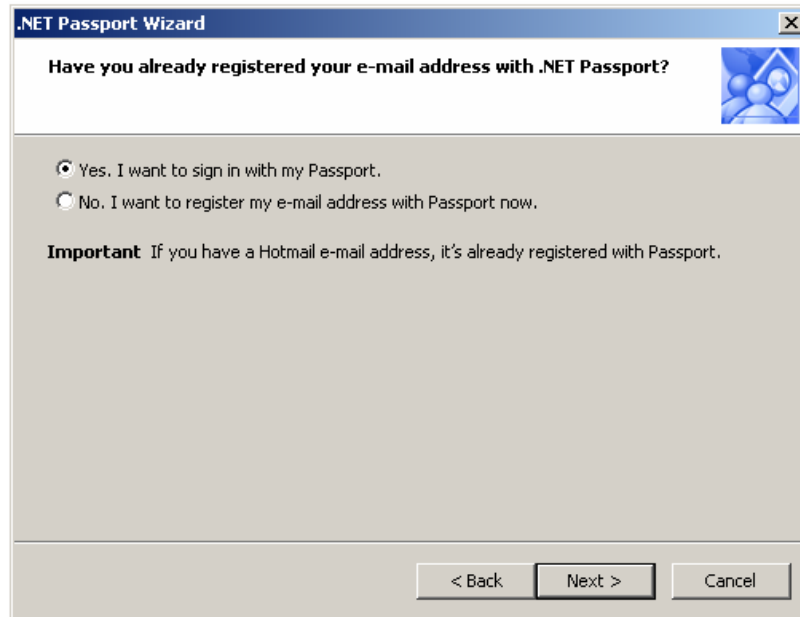 .NET Passport Wizard
Have you already registered your e-mail address with .NET Passport?
Yes. I want to sign in with my Passport.
No. I want to register my e-mail address with Passport now.
Important If you have a Hotmail e-mail address, it's already registered with Passport.
< Back Next > Cancel